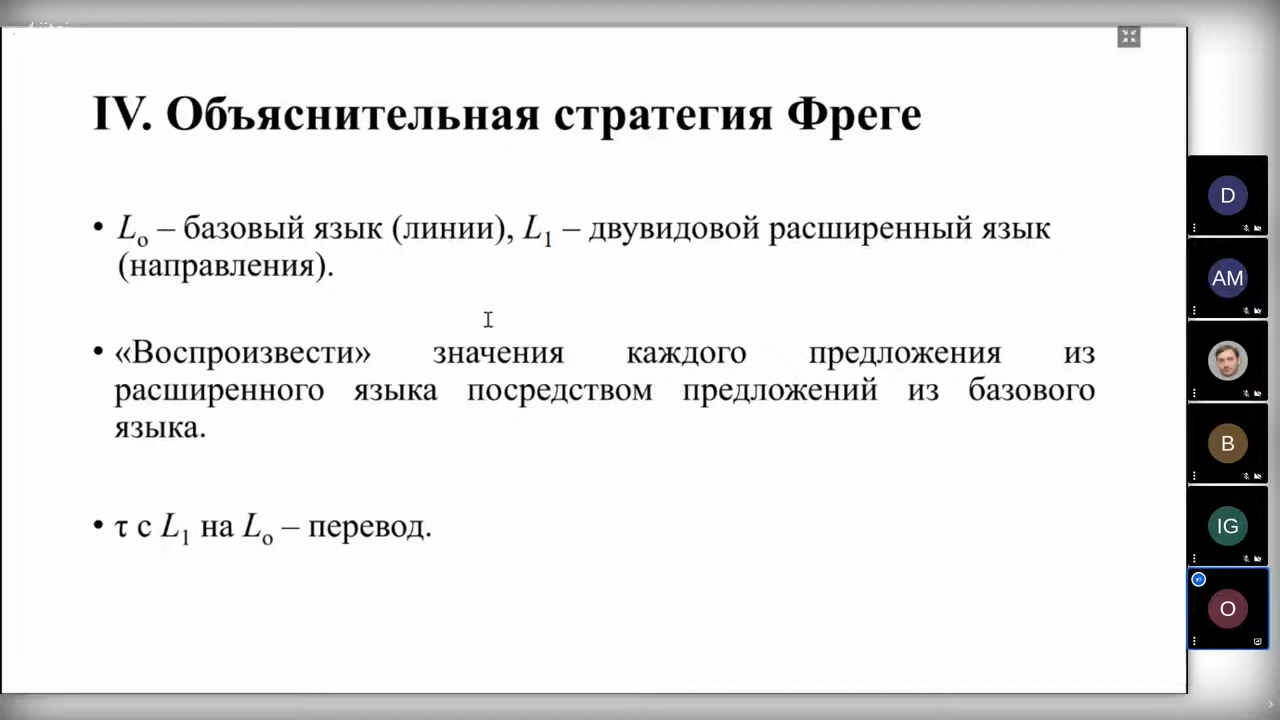 IV. Объяснительная стратегия Фреге
• L₀ – базовый язык (линии), L₁ – двувидовой расширенный язык
(направления).
• «Воспроизвести» значения каждого предложения из
расширенного языка посредством предложений из базового
языка.
• τ с L₁ на L₀ – перевод.
D
AM
B
IG
O